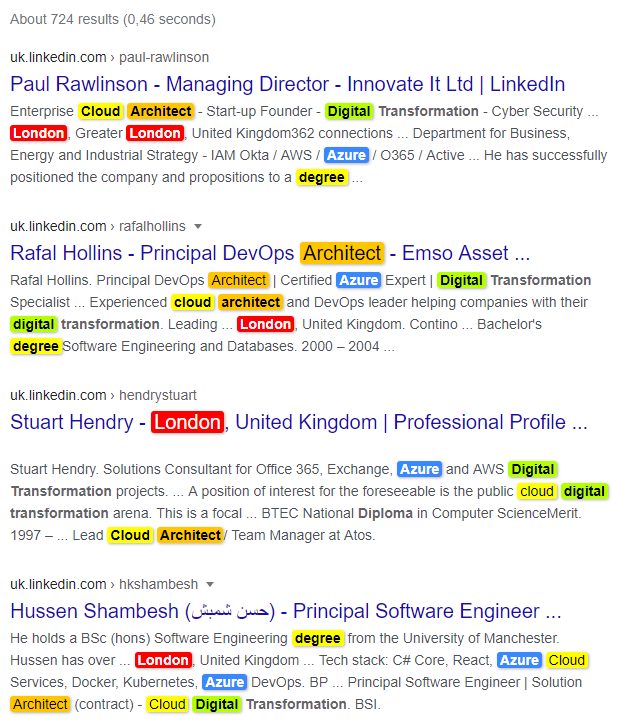 About 724 results (0,46 seconds)
uk.linkedin.com › paul-rawlinson
Paul Rawlinson - Managing Director - Innovate It Ltd | LinkedIn
Enterprise Cloud Architect - Start-up Founder - Digital Transformation - Cyber Security ...
London, Greater London, United Kingdom362 connections ... Department for Business,
Energy and Industrial Strategy - IAM Okta / AWS / Azure / O365 / Active ... He has successfully
positioned the company and propositions to a degree ...
uk.linkedin.com › rafalhollins
Rafal Hollins - Principal DevOps Architect - Emso Asset ...
Rafal Hollins. Principal DevOps Architect | Certified Azure Expert | Digital Transformation
Specialist ... Experienced cloud architect and DevOps leader helping companies with their
digital transformation. Leading ... London, United Kingdom. Contino ... Bachelor's
degreeSoftware Engineering and Databases. 2000 – 2004 ...
uk.linkedin.com › hendrystuart
Stuart Hendry - London, United Kingdom | Professional Profile ...
Stuart Hendry. Solutions Consultant for Office 365, Exchange, Azure and AWS Digital
Transformation projects. ... A position of interest for the foreseeable is the public cloud digital
transformation arena. This is a focal ... BTEC National Diploma in Computer ScienceMerit.
1997 – ... Lead Cloud Architect/ Team Manager at Atos.
uk.linkedin.com › hkshambesh
Hussen Shambesh (حسن شمبش) - Principal Software Engineer ...
He holds a BSc (hons) Software Engineering degree from the University of Manchester.
Hussen has over ... London, United Kingdom ... Tech stack: C# Core, React, Azure Cloud
Services, Docker, Kubernetes, Azure DevOps. BP ... Principal Software Engineer | Solution
Architect (contract) - Cloud Digital Transformation. BSI.